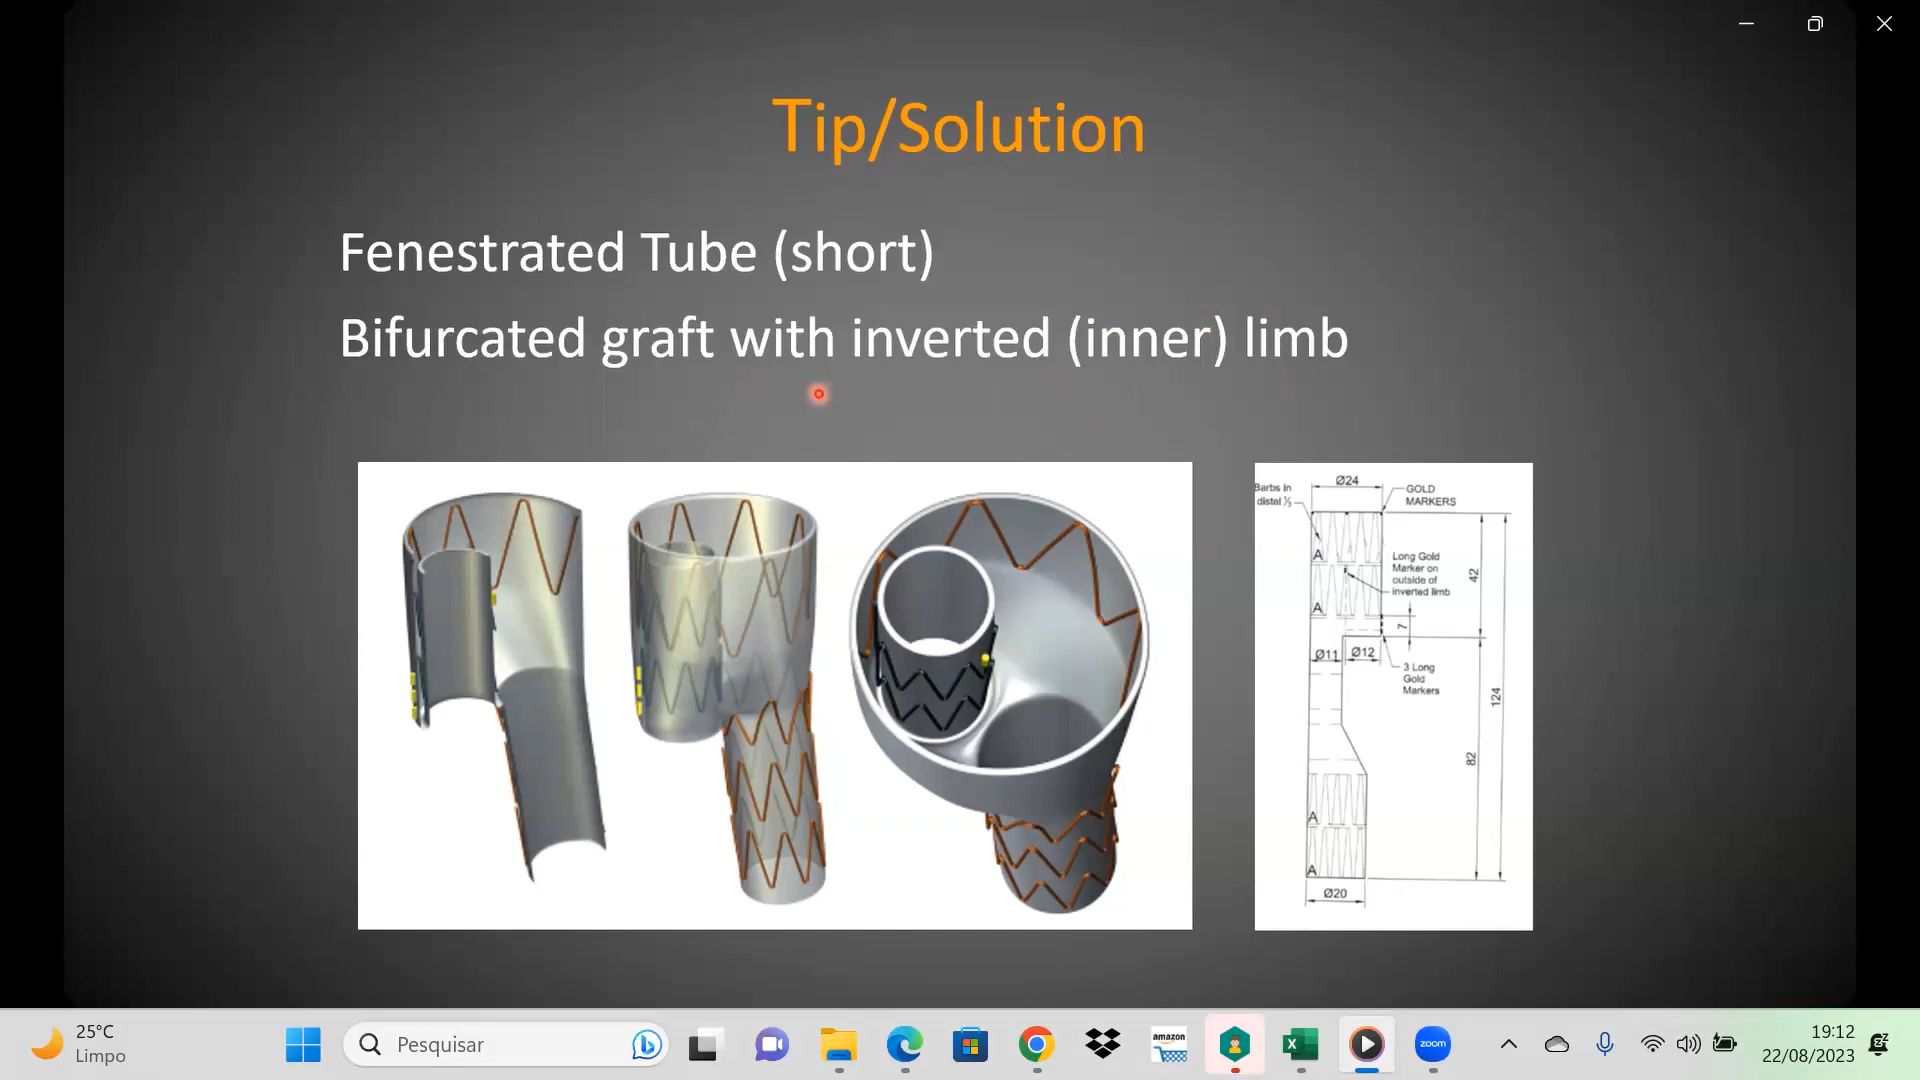 Tip/Solution
Fenestrated Tube (short)
Bifurcated graft with inverted (inner) limb
Barbs in
distal ⅓
Ø24
GOLD
MARKERS
A
Long Gold
Marker on
outside of
inverted limb
42
A
7
Ø11
Ø12
3 Long
Gold
Markers
124
82
A
A
Ø20
25°C
Limpo
Pesquisar
amazon
zoom
19:12
22/08/2023